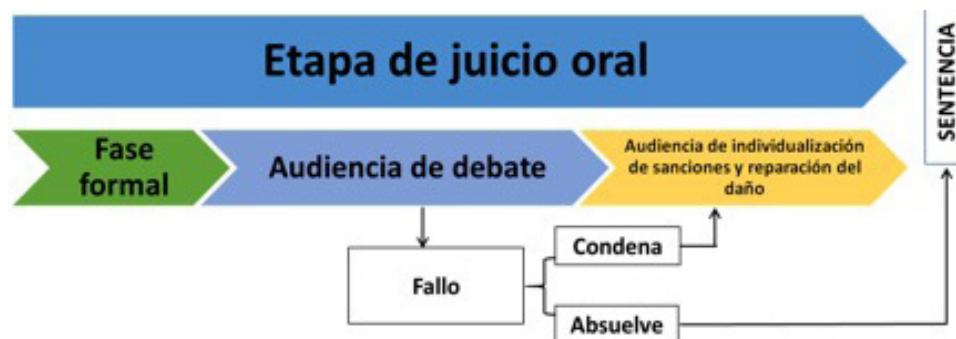 Etapa de juicio oral
SENTENCIA
Fase
formal
Audiencia de debate
Audiencia de individualización
de sanciones y reparación del
daño
Fallo
Condena
Absuelve